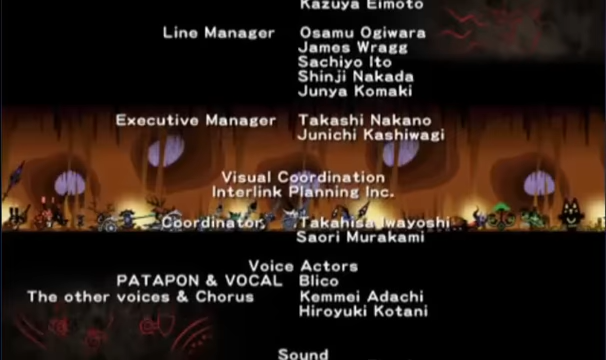 Kazuya Eimoto
Line Manager Osamu Ogiwara
James Wragg
Sachiyo Ito
Shinji Nakada
Junya Komaki
Executive Manager Takashi Nakano
Junichi Kashiwagi
Visual Coordination
Interlink Planning Inc.
Coordinator Takahisa Iwayoshi
Saori Murakami
Voice Actors
PATAPON & VOCAL Blico
The other voices & Chorus Kemmei Adachi
Hiroyuki Kotani
Sound